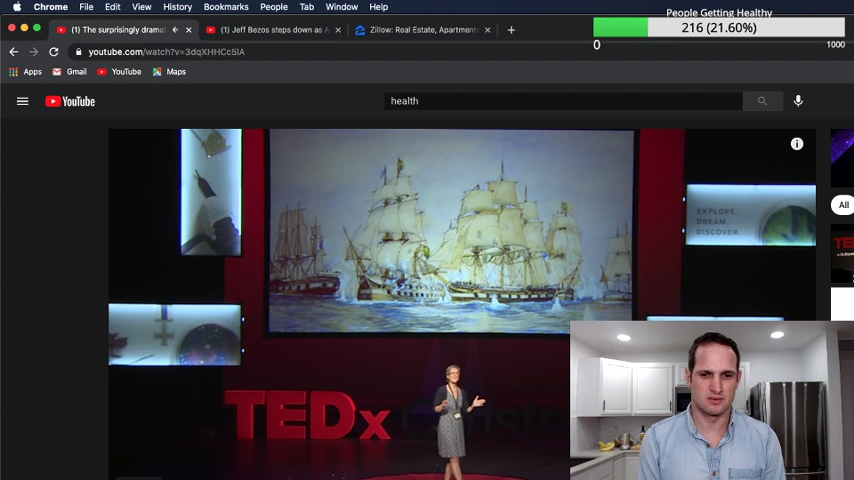 Chrome File Edit View History Bookmarks People Tab Window Help
People Getting Healthy
216 (21.60%)
0 1000
(1) The surprisingly dramat
(1) Jeff Bezos steps down as A
Zillow: Real Estate, Apartment
youtube.com/watch?v=3dqXHHCc5lA
Apps Gmail YouTube Maps
YouTube
health
All
EXPLORE.
DREAM.
DISCOVER.
TEDx